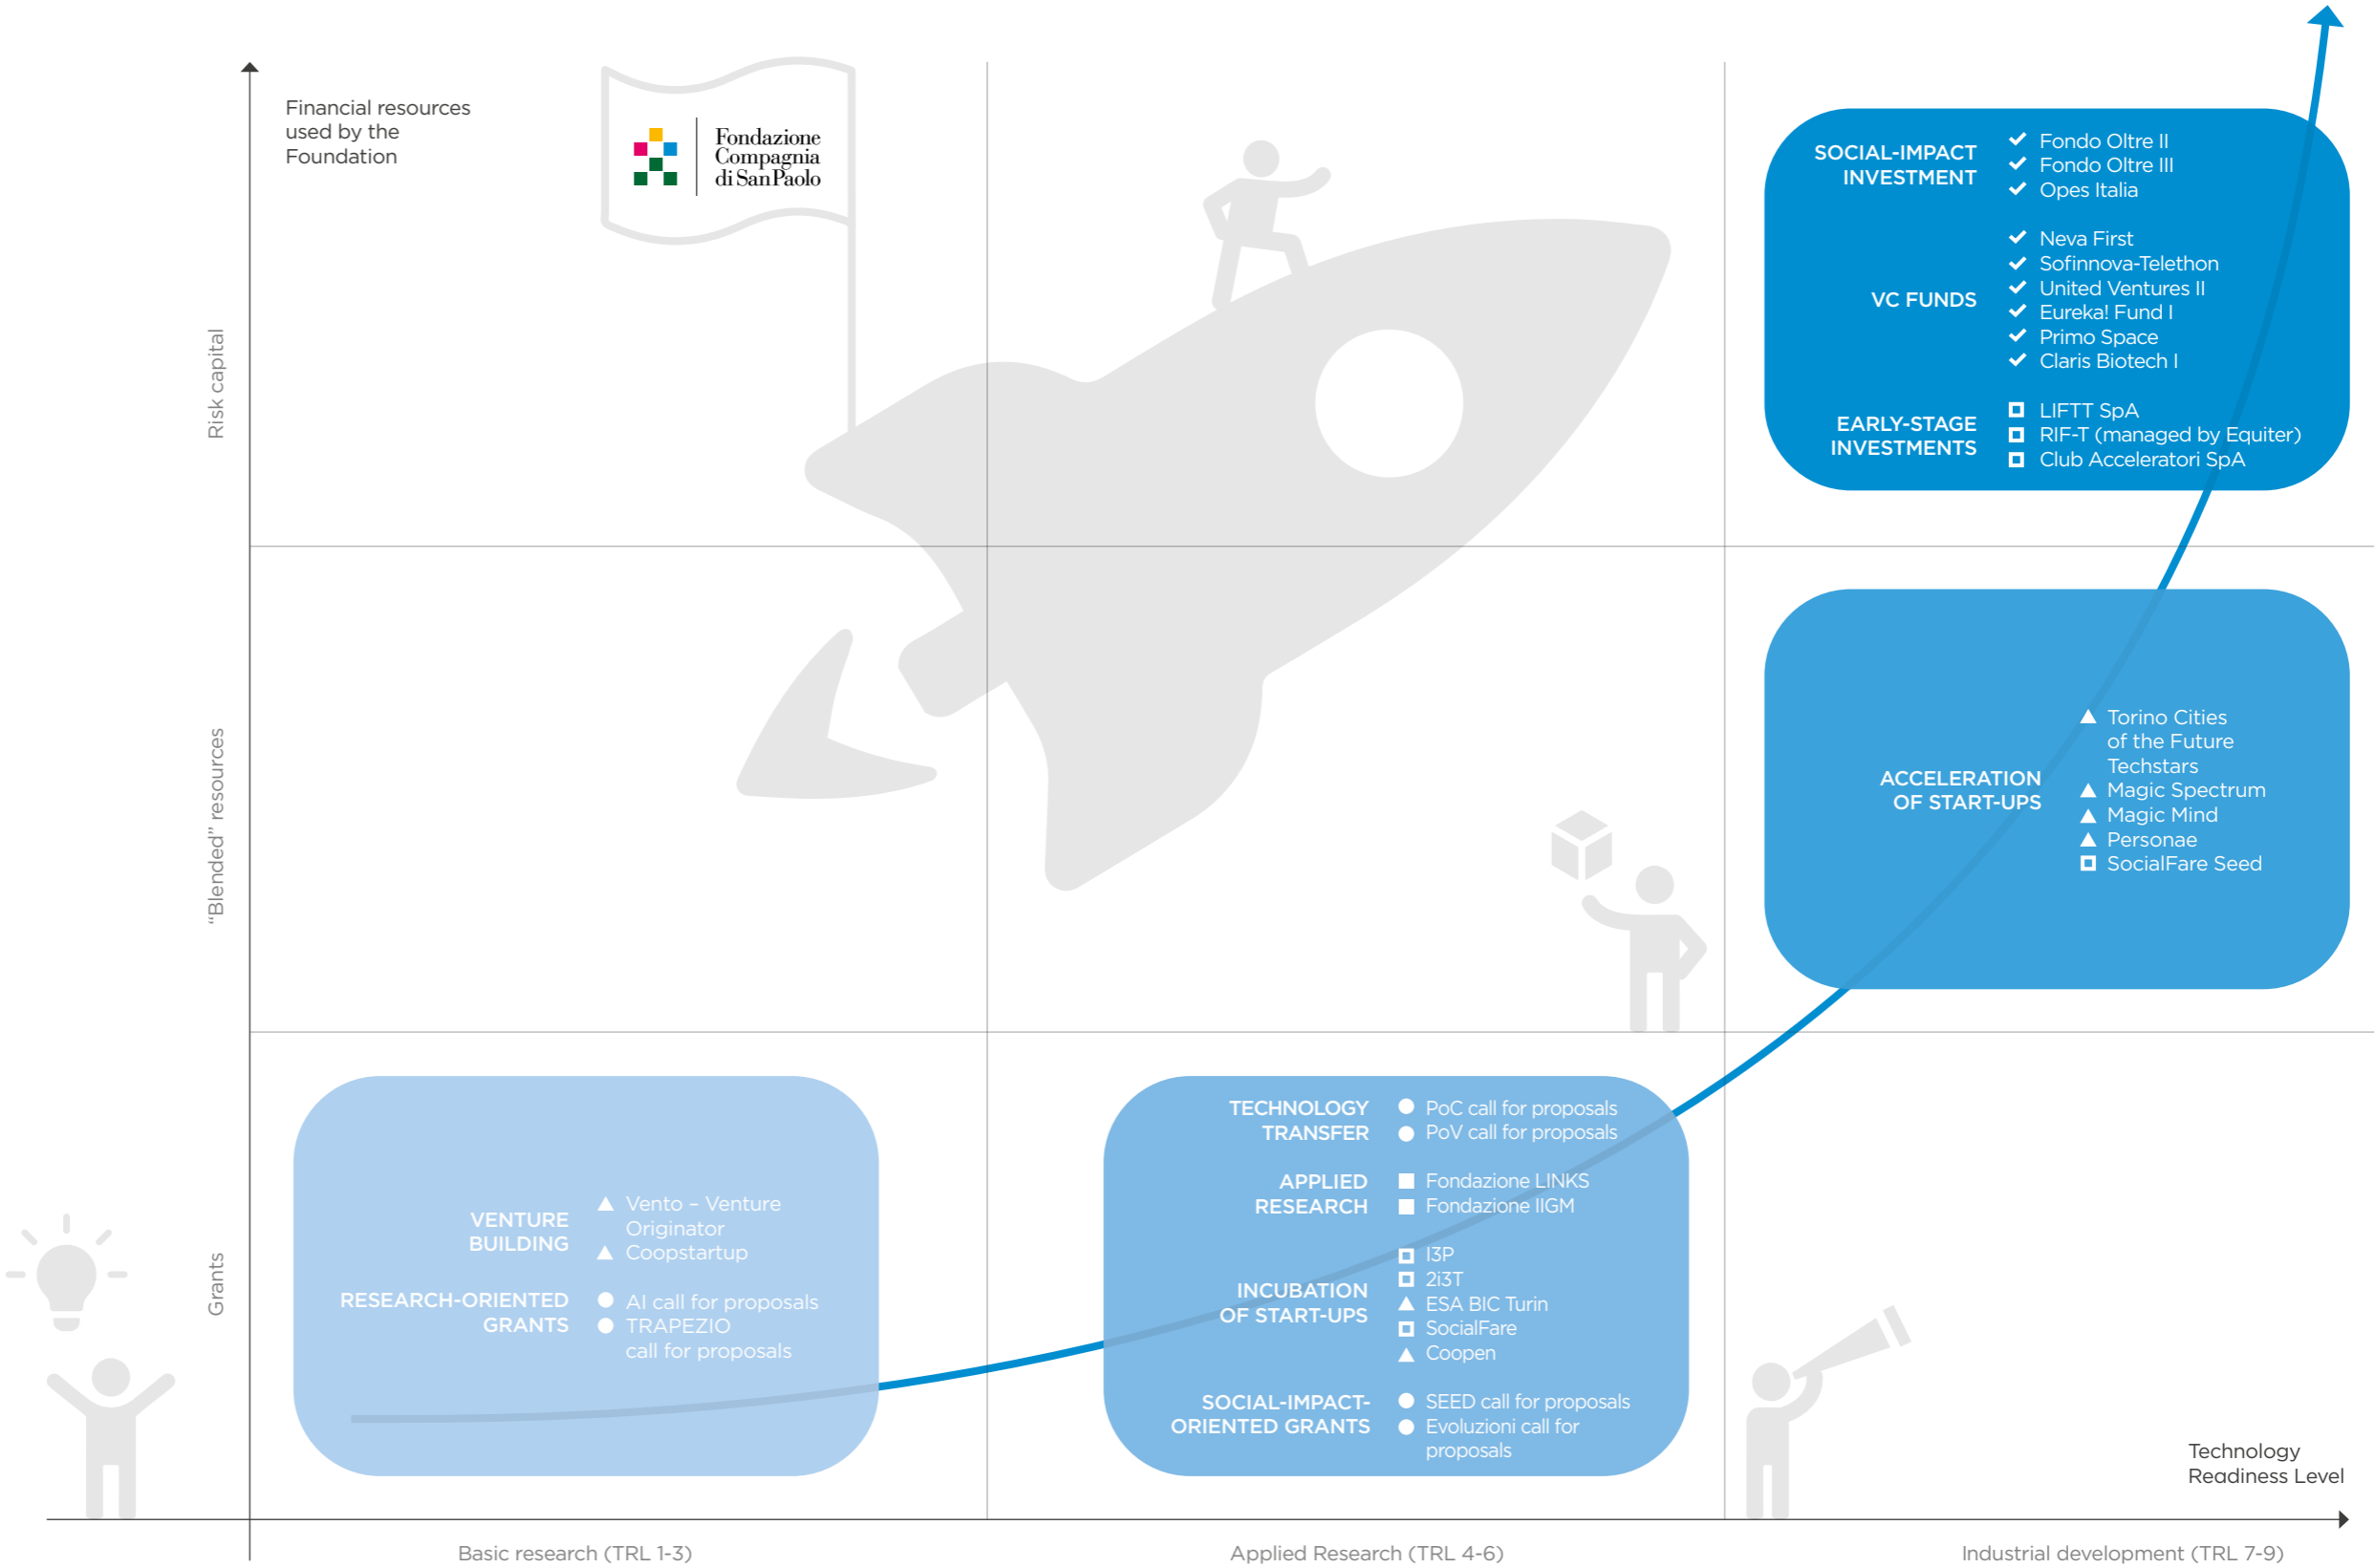 Financial resources
used by the
Foundation
Fondazione
Compagnia
di San Paolo
Risk capital
SOCIAL-IMPACT
INVESTMENT
Fondo Oltre II
Fondo Oltre III
Opes Italia
VC FUNDS
Neva First
Sofinnova-Telethon
United Ventures II
Eureka! Fund I
Primo Space
Claris Biotech I
EARLY-STAGE
INVESTMENTS
LIFTT SpA
RIF-T (managed by Equiter)
Club Acceleratori SpA
“Blended” resources
ACCELERATION
OF START-UPS
Torino Cities
of the Future
Techstars
Magic Spectrum
Magic Mind
Personae
SocialFare Seed
Grants
VENTURE
BUILDING
Vento – Venture
Originator
Coopstartup
RESEARCH-ORIENTED
GRANTS
AI call for proposals
TRAPEZIO
call for proposals
TECHNOLOGY
TRANSFER
PoC call for proposals
PoV call for proposals
APPLIED
RESEARCH
Fondazione LINKS
Fondazione IIGM
INCUBATION
OF START-UPS
I3P
2i3T
ESA BIC Turin
SocialFare
Coopen
SOCIAL-IMPACT-
ORIENTED GRANTS
SEED call for proposals
Evoluzioni call for
proposals
Technology
Readiness Level
Basic research (TRL 1-3)
Applied Research (TRL 4-6)
Industrial development (TRL 7-9)